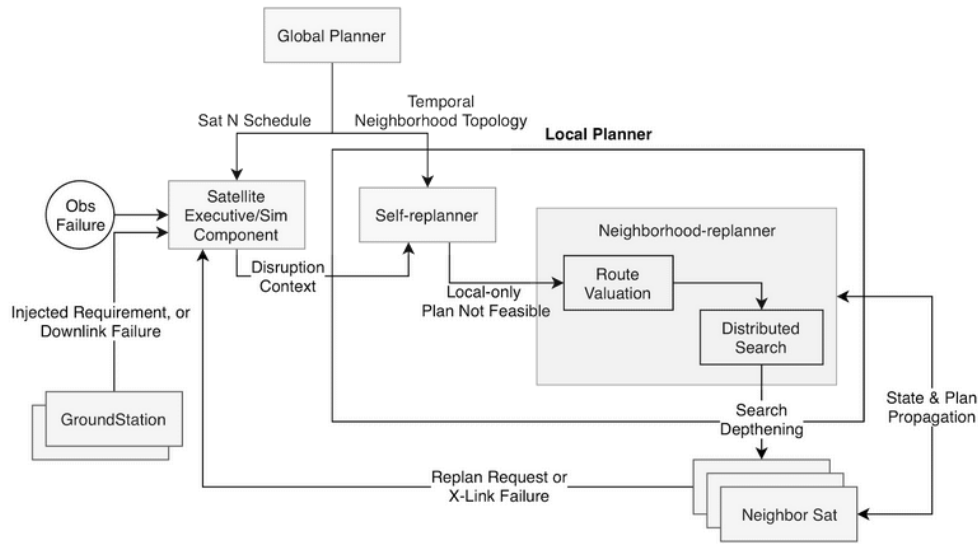 Global Planner
Sat N Schedule
Temporal
Neighborhood Topology
Local Planner
Obs
Failure
Satellite
Executive/Sim
Component
Self-replanner
Neighborhood-replanner
Disruption
Context
Local-only
Plan Not Feasible
Route
Valuation
Injected Requirement, or
Downlink Failure
Distributed
Search
GroundStation
Search
Depthening
State & Plan
Propagation
Replan Request or
X-Link Failure
Neighbor Sat